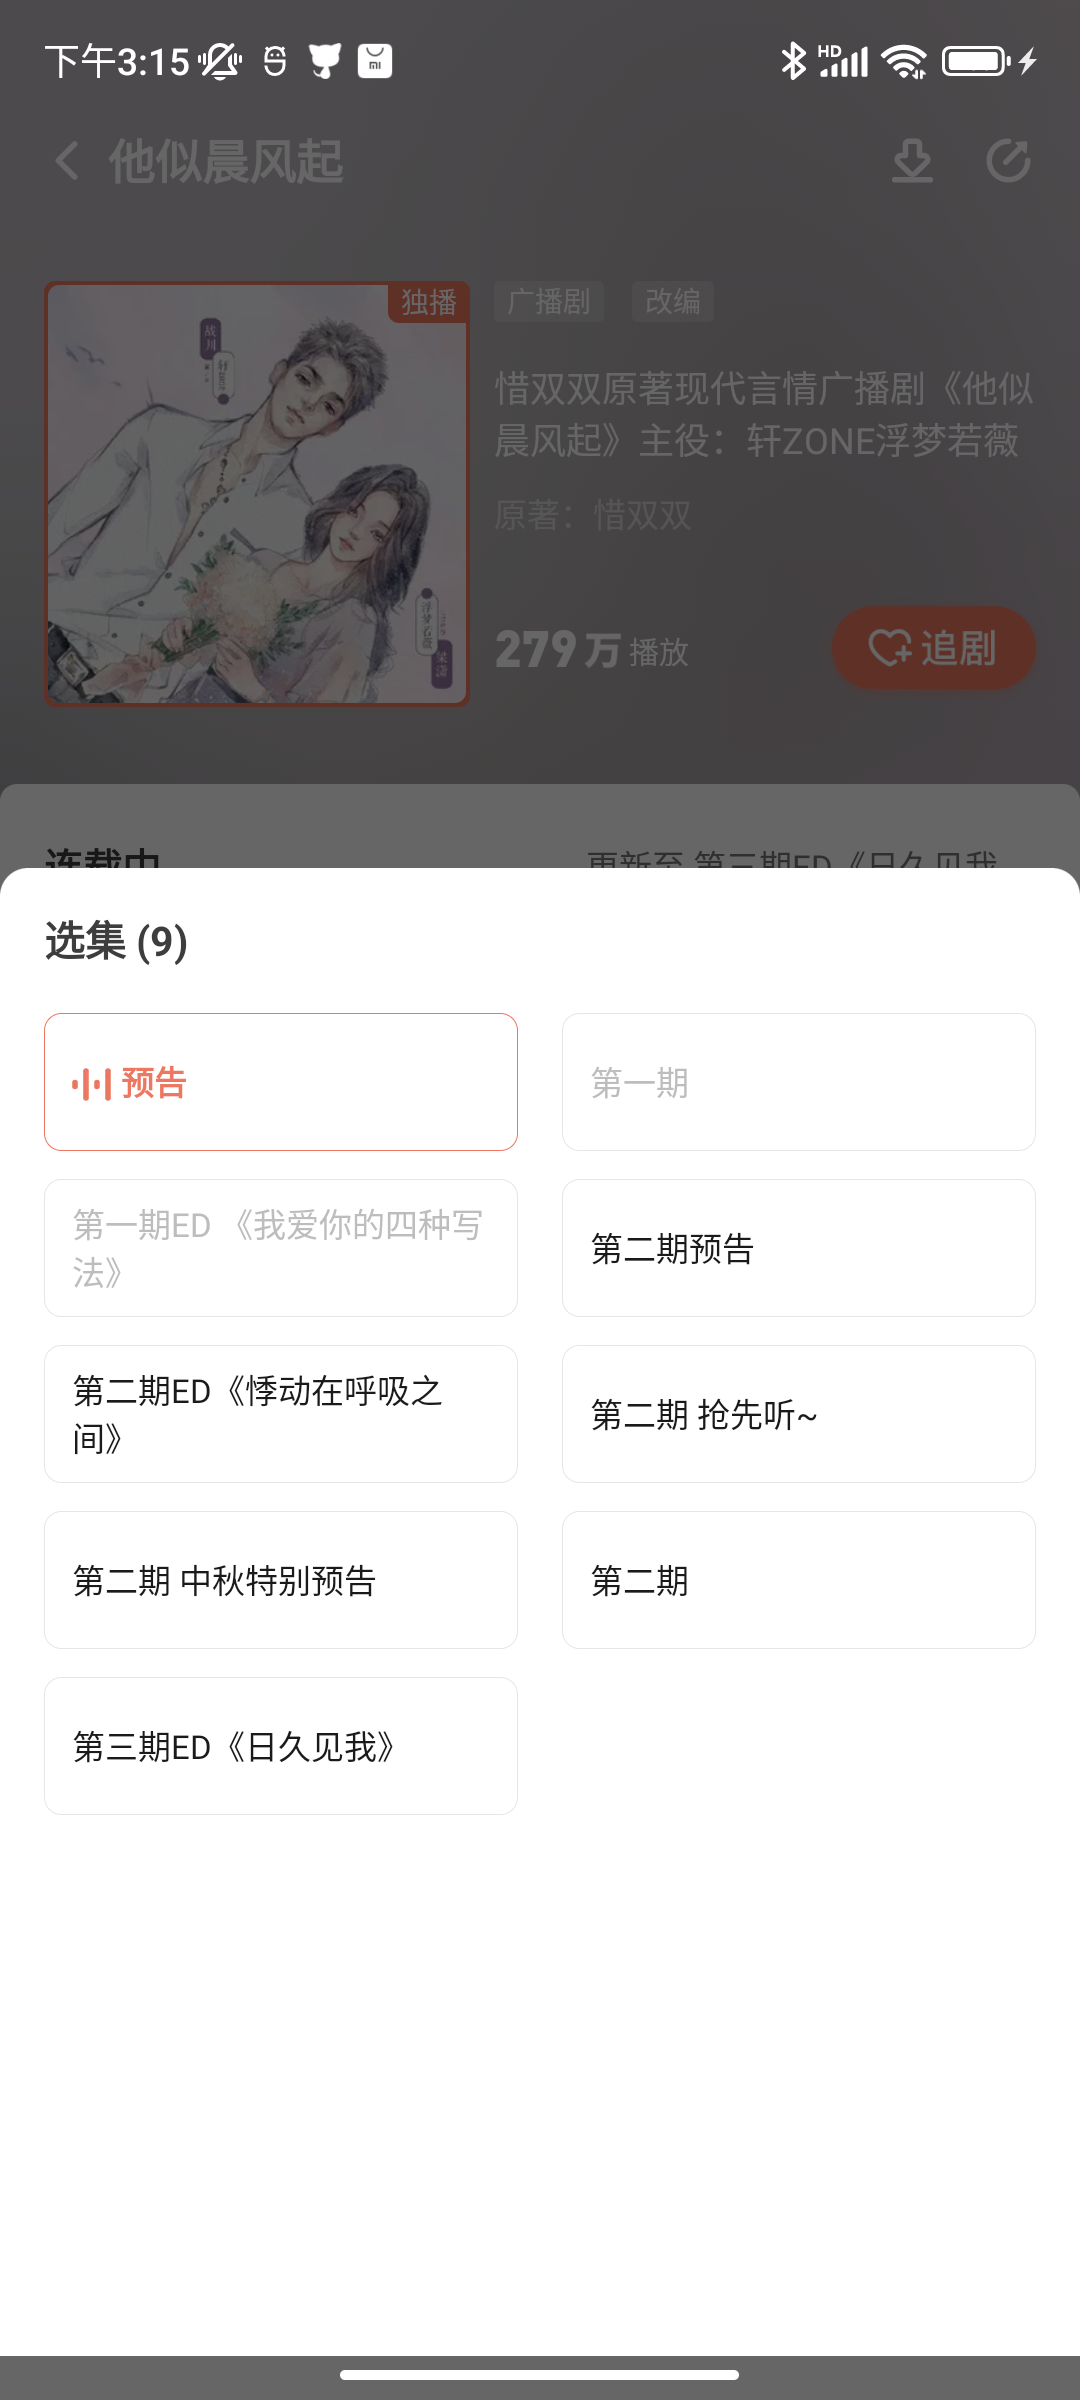 下午3:15
HD
他似晨风起
独播
广播剧
改编
惜双双原著现代言情广播剧《他似
晨风起》主役：轩ZONE浮梦若薇
原著：惜双双
279万 播放
追剧
连载中
更新至 第三期ED《日久见我
选集 (9)
预告
第一期
第一期ED 《我爱你的四种写
法》
第二期预告
第二期ED《悸动在呼吸之
间》
第二期 抢先听~
第二期 中秋特别预告
第二期
第三期ED《日久见我》